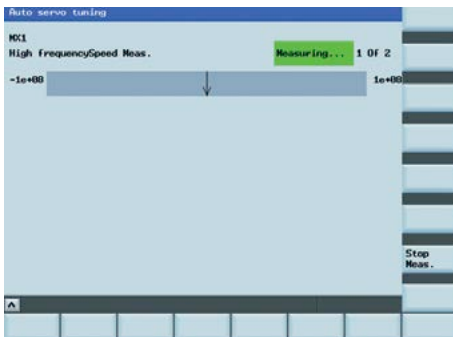 Auto servo tuning
MX1
High frequencySpeed Meas.
Measuring... 1 OF 2
-1e+08 1e+08
Stop
Meas.